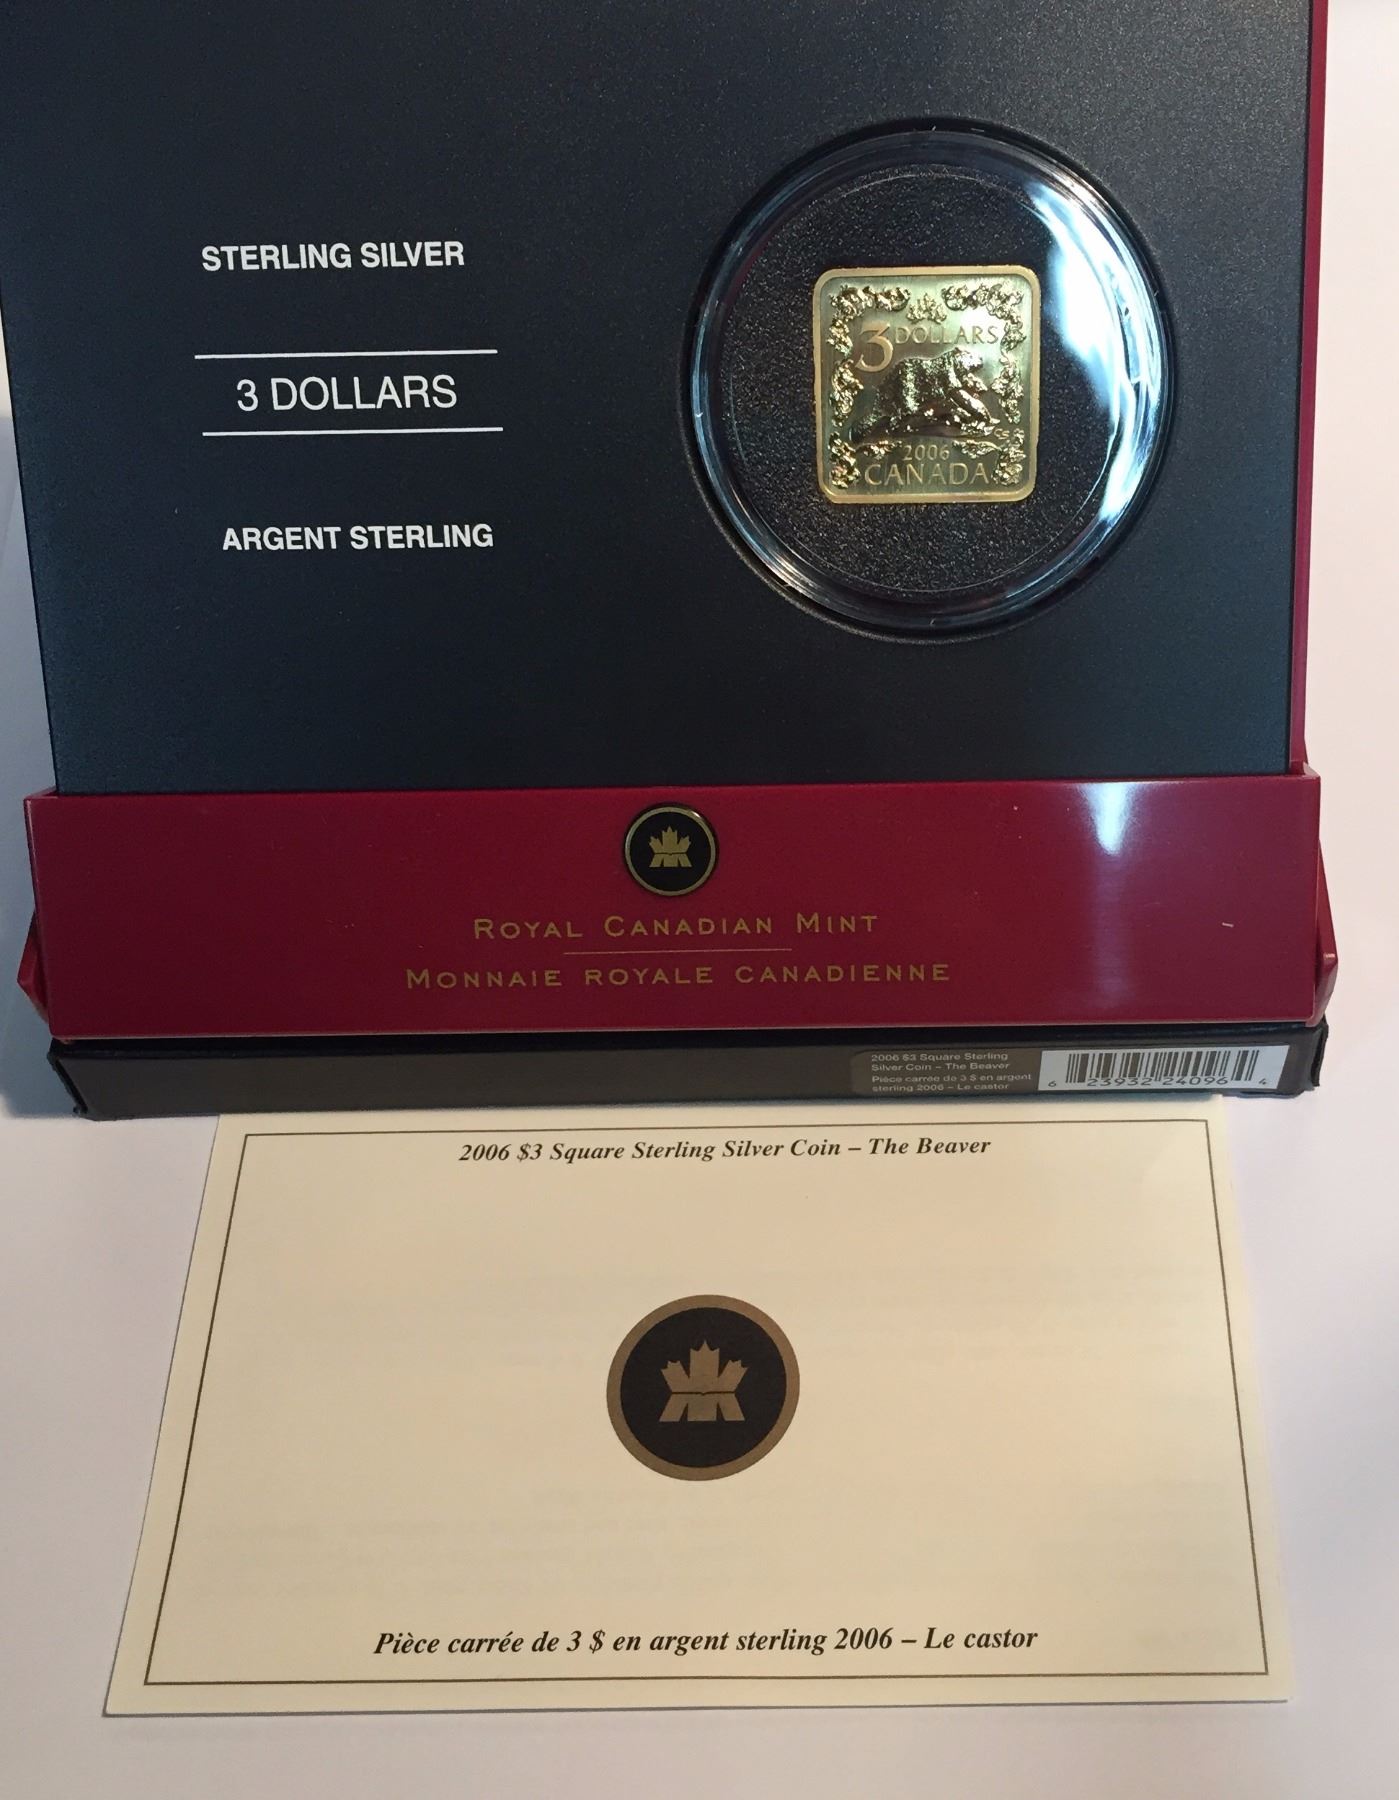 STERLING SILVER
3 DOLLARS
ARGENT STERLING
3 DOLLARS
2006
CANADA
ROYAL CANADIAN MINT
MONNAIE ROYALE CANADIENNE
2006 $3 Square Sterling
Silver Coin – The Beaver
Pièce carrée de 3 $ en argent
sterling 2006 – Le castor
6 23932 24096 4
2006 $3 Square Sterling Silver Coin – The Beaver
Pièce carrée de 3 $ en argent sterling 2006 – Le castor